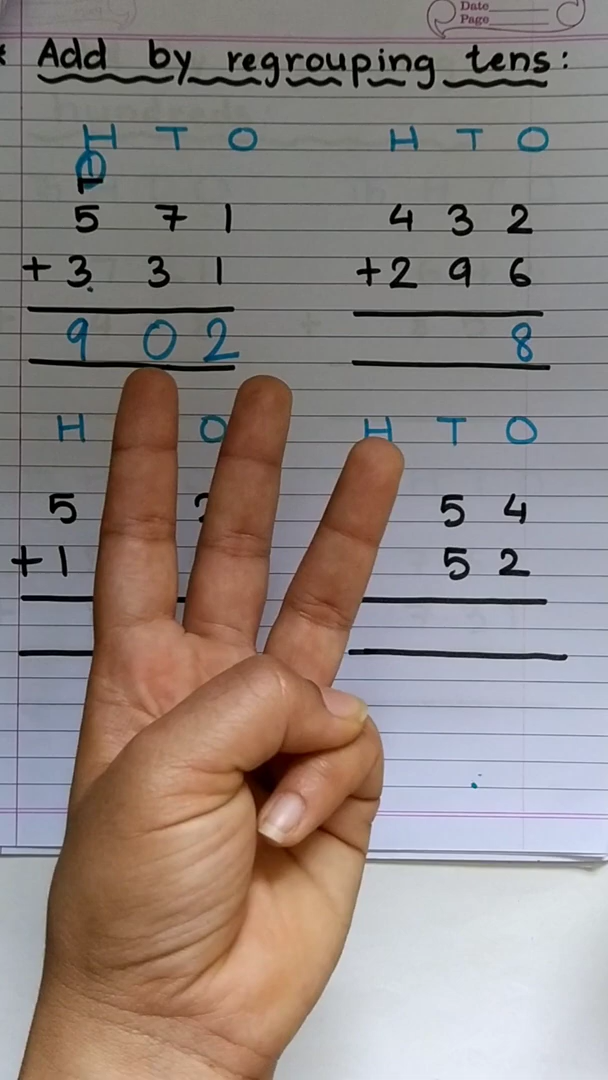 Date
Page
Add by regrouping tens:
H T O H T O
1
5 7 1 4 3 2
+ 3 3 1 + 2 9 6
9 0 2 8
H O H T O
5 5 4
+ 1 5 2